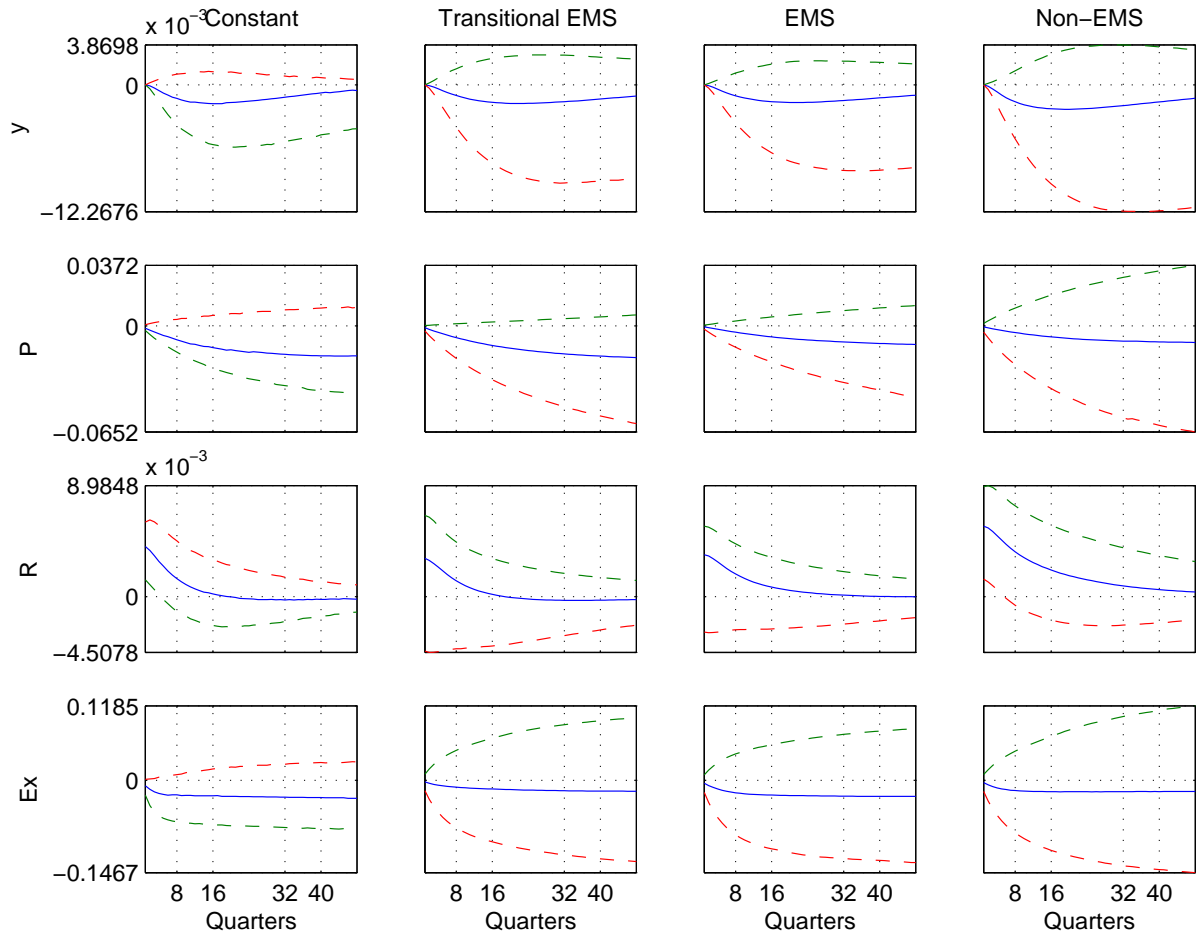 x 10−3 Constant Transitional EMS EMS Non−EMS
3.8698
0
y
−12.2676
0.0372
0
P
−0.0652
x 10−3
8.9848
0
R
−4.5078
0.1185
0
Ex
−0.1467
8 16 32 40 8 16 32 40 8 16 32 40 8 16 32 40
Quarters Quarters Quarters Quarters